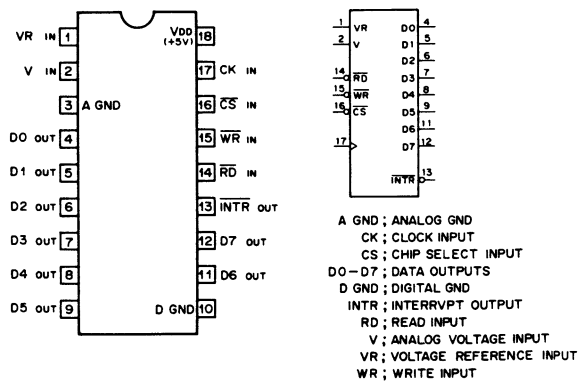 VR IN 1
VDD 18
(+5V)
V IN 2
17 CK IN
3 A GND
16 CS IN
D0 OUT 4
15 WR IN
D1 OUT 5
14 RD IN
D2 OUT 6
13 INTR OUT
D3 OUT 7
12 D7 OUT
D4 OUT 8
11 D6 OUT
D5 OUT 9
D GND 10
1 VR D0 4
2 V D1 5
D2 6
14 RD D3 7
15 WR D4 8
16 CS D5 9
D6 11
17 D7 12
INTR 13
A GND ; ANALOG GND
CK ; CLOCK INPUT
CS ; CHIP SELECT INPUT
D0-D7 ; DATA OUTPUTS
D GND ; DIGITAL GND
INTR ; INTERRVPT OUTPUT
RD ; READ INPUT
V ; ANALOG VOLTAGE INPUT
VR ; VOLTAGE REFERENCE INPUT
WR ; WRITE INPUT